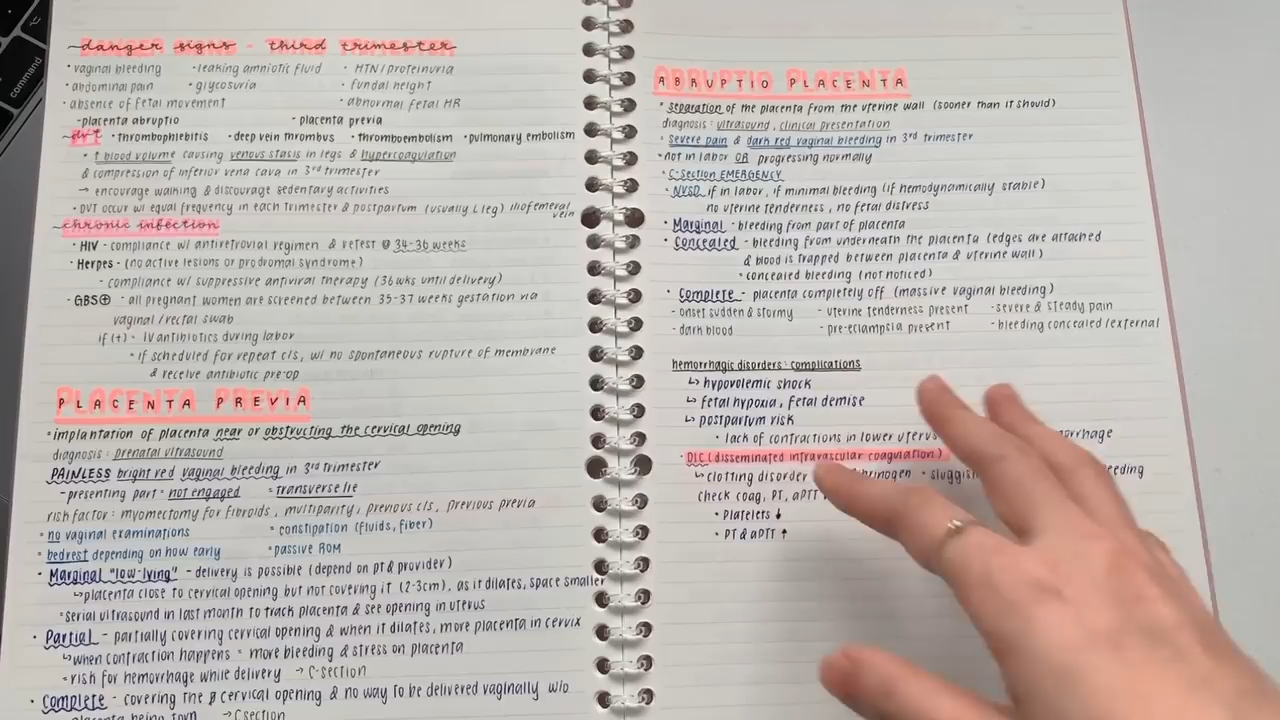 command
danger signs - third trimester
• vaginal bleeding • leaking amniotic fluid • HTN/proteinuria
• abdominal pain • glycosuria • fundal height
• absence of fetal movement • abnormal fetal HR
- placenta abruptio - placenta previa
DVT • thrombophlebitis • deep vein thrombus • thromboembolism • pulmonary embolism
• ↑ blood volume causing venous stasis in legs & hypercoagulation
& compression of inferior vena cava in 3rd trimester
→ encourage walking & discourage sedentary activities
• DVT occur w/ equal frequency in each trimester & postpartum (usually L leg) iliofemeral vein
chronic infection
• HIV - compliance w/ antiretrovial regimen & retest @ 34-36 weeks
• Herpes - (no active lesions or prodromal syndrome)
- compliance w/ suppressive antiviral therapy (36 wks until delivery)
- GBS⊕ - all pregnant women are screened between 35-37 weeks gestation via
vaginal/rectal swab
if (+) - IV antibiotics during labor
• if scheduled for repeat c/s, w/ no spontaneous rupture of membrane
& receive antibiotic pre-op
PLACENTA PREVIA
• implantation of placenta near or obstructing the cervical opening
diagnosis: prenatal ultrasound
PAINLESS bright red vaginal bleeding in 3rd trimester
- presenting part = not engaged = transverse lie
risk factor: myomectomy for fibroids, multiparity, previous c/s, previous previa
• no vaginal examinations • constipation (fluids, fiber)
• bedrest depending on how early • passive ROM
• Marginal "low-lying" - delivery is possible (depend on pt & provider)
↳ placenta close to cervical opening but not covering it (2-3cm), as it dilates, space smaller
• serial ultrasound in last month to track placenta & see opening in uterus
• Partial - partially covering cervical opening & when it dilates, more placenta in cervix
↳ when contraction happens = more bleeding & stress on placenta
• risk for hemorrhage while delivery → C-section
• Complete - covering the cervical opening & no way to be delivered vaginally w/o
placenta being torn → C section
ABRUPTIO PLACENTA
• separation of the placenta from the uterine wall (sooner than it should)
diagnosis: ultrasound, clinical presentation
• severe pain & dark red vaginal bleeding in 3rd trimester
• not in labor OR progressing normally
• C-section EMERGENCY
• NVSD if in labor, if minimal bleeding (if hemodynamically stable)
no uterine tenderness, no fetal distress
• Marginal - bleeding from part of placenta
• Concealed - bleeding from underneath the placenta (edges are attached
& blood is trapped between placenta & uterine wall)
• concealed bleeding (not noticed)
• Complete - placenta completely off (massive vaginal bleeding)
- onset sudden & stormy - uterine tenderness present - severe & steady pain
- dark blood - pre-eclampsia present - bleeding concealed/external
hemorrhagic disorders: complications
↳ hypovolemic shock
↳ fetal hypoxia, fetal demise
↳ postpartum risk
• lack of contractions in lower uterus
• DIC (disseminated intravascular coagulation)
↳ clotting disorder
check coag, PT, aPTT
• Platelets ↓
• PT & aPTT ↑